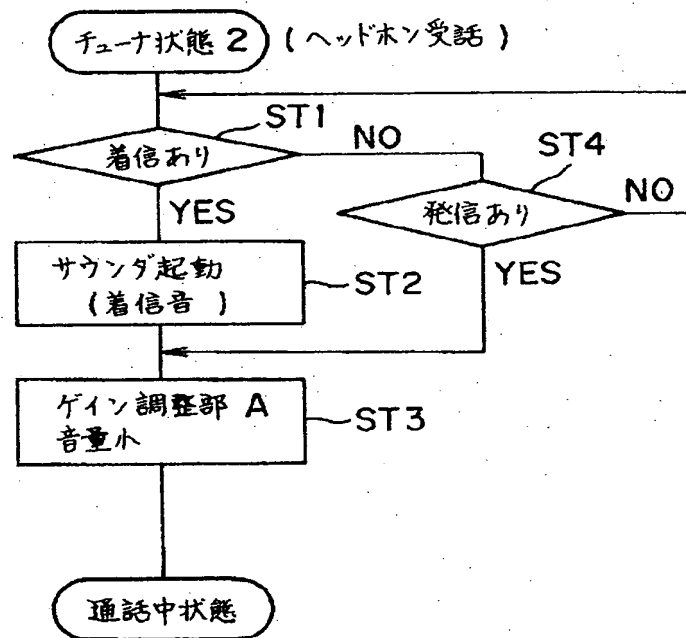 チューナ状態 2 (ヘッドホン受話)
ST1
着信あり
NO
ST4
発信あり
NO
YES
サウンダ起動
(着信音 )
ST2
YES
ゲイン調整部 A
音量小
ST3
通話中状態